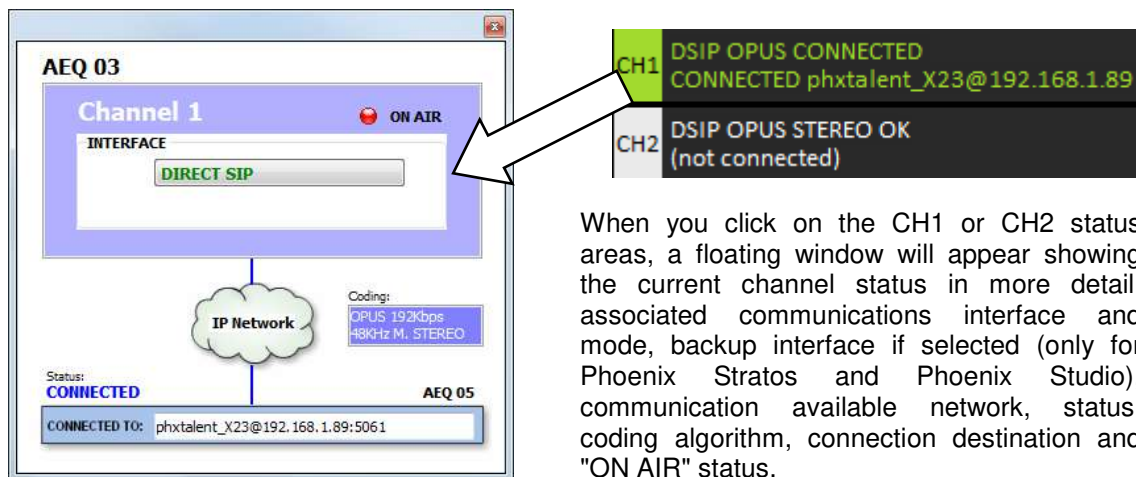 AEQ 03
Channel 1
ON AIR
INTERFACE
DIRECT SIP
IP Network
Coding:
OPUS 192Kbps
48KHz M. STEREO
Status:
CONNECTED
AEQ 05
CONNECTED TO: phxtalent_X23@192.168.1.89:5061
CH1
DSIP OPUS CONNECTED
CONNECTED phxtalent_X23@192.168.1.89
CH2
DSIP OPUS STEREO OK
(not connected)
When you click on the CH1 or CH2 status
areas, a floating window will appear showing
the current channel status in more detail
associated communications interface and
mode, backup interface if selected (only for
Phoenix Stratos and Phoenix Studio)
communication available network, status
coding algorithm, connection destination and
"ON AIR" status.